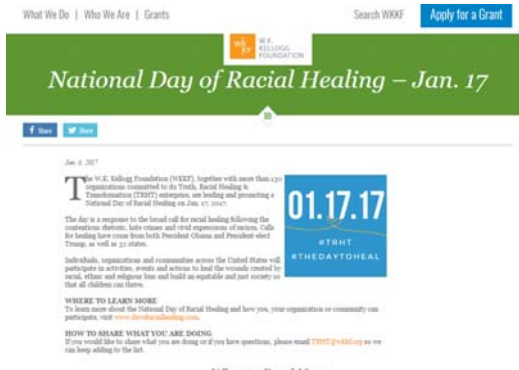 What We Do | Who We Are | Grants
Search WKKF
Apply for a Grant
W.K.
KELLOGG
FOUNDATION
National Day of Racial Healing – Jan. 17
Share
Share
Jan. 6, 2017
The W.K. Kellogg Foundation (WKKF), together with more than 130
organizations committed to its Truth, Racial Healing &
Transformation (TRHT) enterprise, are leading and promoting a
National Day of Racial Healing on Jan. 17, 2017.
The day is a response to the broad call for racial healing following the
contentious rhetoric, hate crimes and vivid expressions of racism. Calls
for healing have come from both President Obama and President-elect
Trump, as well as 32 states.
Individuals, organizations and communities across the United States will
participate in activities, events and actions to heal the wounds created by
racial, ethnic and religious bias and build an equitable and just society so
that all children can thrive.
01.17.17
#TRHT
#THEDAYTOHEAL
WHERE TO LEARN MORE
To learn more about the National Day of Racial Healing and how you, your organization or community can
participate, visit www.dayofracialhealing.com.
HOW TO SHARE WHAT YOU ARE DOING
If you would like to share what you are doing or if you have questions, please email TRHT@wkkf.org so we
can keep adding to the list.